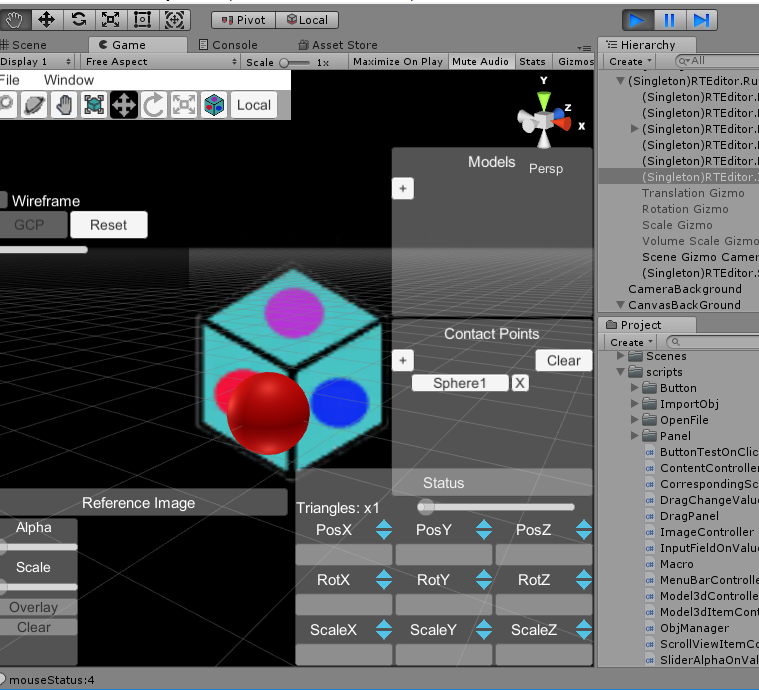 Pivot Local
Scene Game Console Asset Store Hierarchy
Display 1 Free Aspect Scale 1x Maximize On Play Mute Audio Stats Gizmos Create All
File Window
Local
Y
Z
X
Persp
Models
+
Wireframe
GCP Reset
Contact Points
+ Clear
Sphere1 X
Status
Reference Image
Triangles: x1
Alpha
PosX PosY PosZ
Scale
RotX RotY RotZ
Overlay
Clear
ScaleX ScaleY ScaleZ
mouseStatus:4
(Singleton)RTEditor.Ru
(Singleton)RTEditor.
(Singleton)RTEditor.
(Singleton)RTEditor.
(Singleton)RTEditor.
(Singleton)RTEditor.
(Singleton)RTEditor.
Translation Gizmo
Rotation Gizmo
Scale Gizmo
Volume Scale Gizmo
Scene Gizmo Camer
(Singleton)RTEditor.
CameraBackground
CanvasBackGround
Project
Create
Scenes
scripts
Button
ImportObj
OpenFile
Panel
ButtonTestOnClic
ContentController
CorrespondingSc
DragChangeValu
DragPanel
ImageController
InputFieldOnValu
Macro
MenuBarControlle
Model3dControlle
Model3dItemCont
ObjManager
ScrollViewItemCo
SliderAlphaOnVal